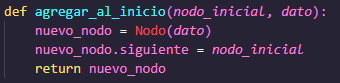 def agregar_al_inicio(nodo_inicial, dato):
    nuevo_nodo = Nodo(dato)
    nuevo_nodo.siguiente = nodo_inicial
    return nuevo_nodo